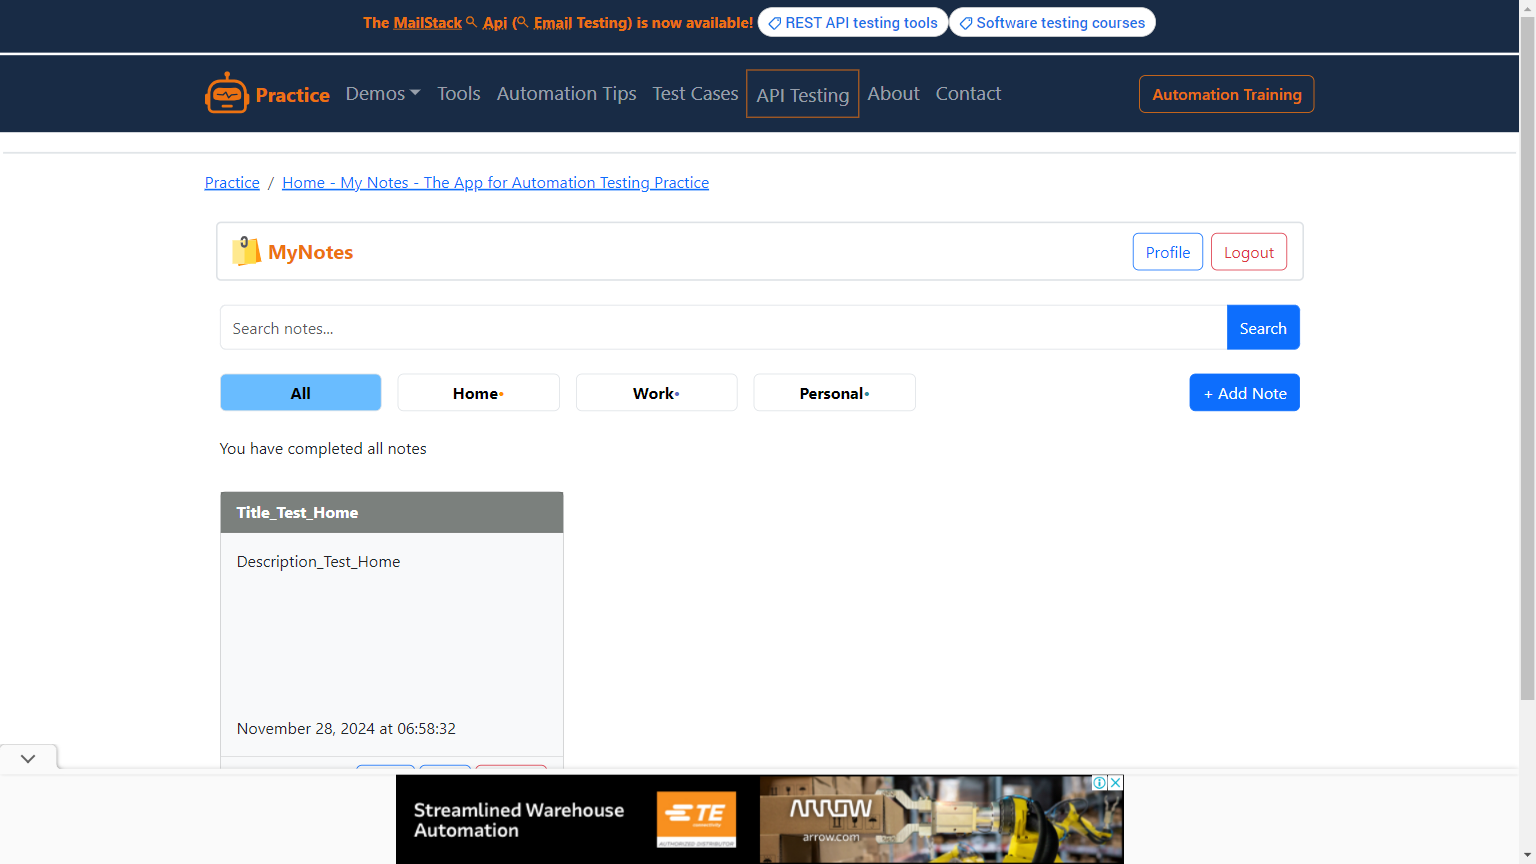 The MailStack Api ( Email Testing) is now available! REST API testing tools Software testing courses
Practice Demos Tools Automation Tips Test Cases API Testing About Contact Automation Training
Practice / Home - My Notes - The App for Automation Testing Practice
MyNotes Profile Logout
Search notes... Search
All Home• Work• Personal• + Add Note
You have completed all notes
Title_Test_Home
Description_Test_Home
November 28, 2024 at 06:58:32
Streamlined Warehouse
Automation
TE
connectivity
AUTHORIZED DISTRIBUTOR
ARROW
arrow.com